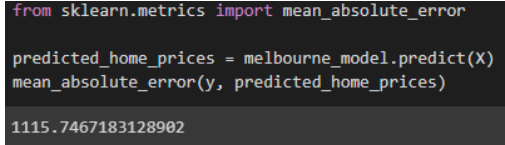 from sklearn.metrics import mean_absolute_error
predicted_home_prices = melbourne_model.predict(X)
mean_absolute_error(y, predicted_home_prices)
1115.7467183128902